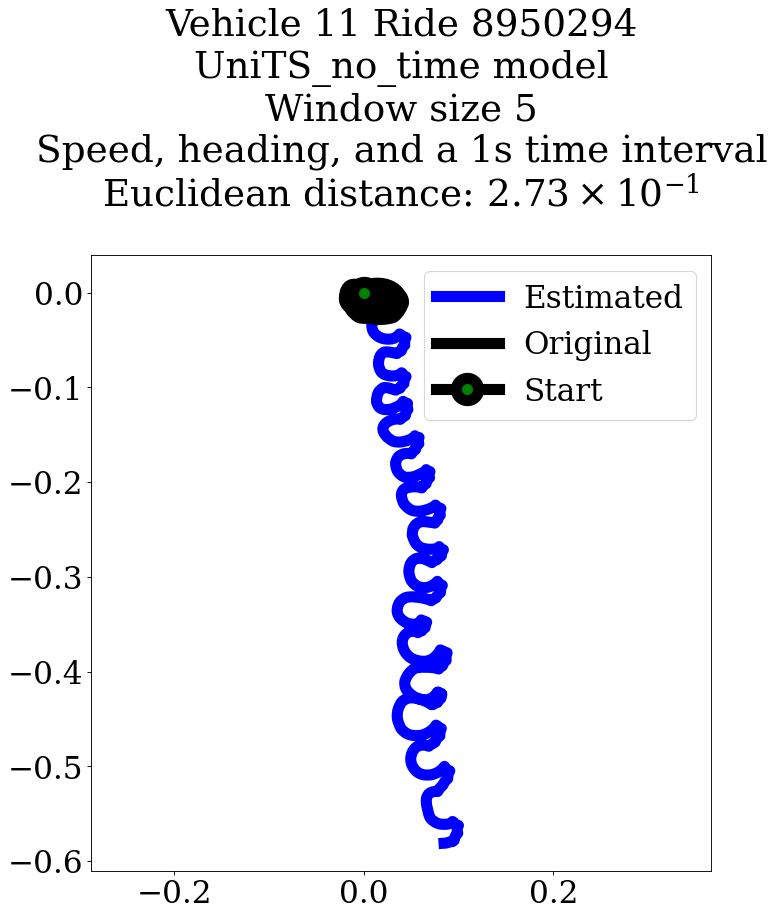 Vehicle 11 Ride 8950294
UniTS_no_time model
Window size 5
Speed, heading, and a 1s time interval
Euclidean distance: 2.73 × 10⁻¹
Estimated
Original
Start
0.0
−0.1
−0.2
−0.3
−0.4
−0.5
−0.6
−0.2 0.0 0.2